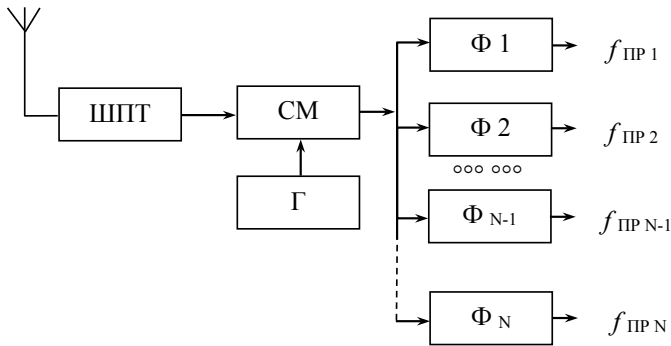 Ф 1
f ПР 1
ШПТ
СМ
Ф 2
f ПР 2
Г
Ф N-1
f ПР N-1
Ф N
f ПР N